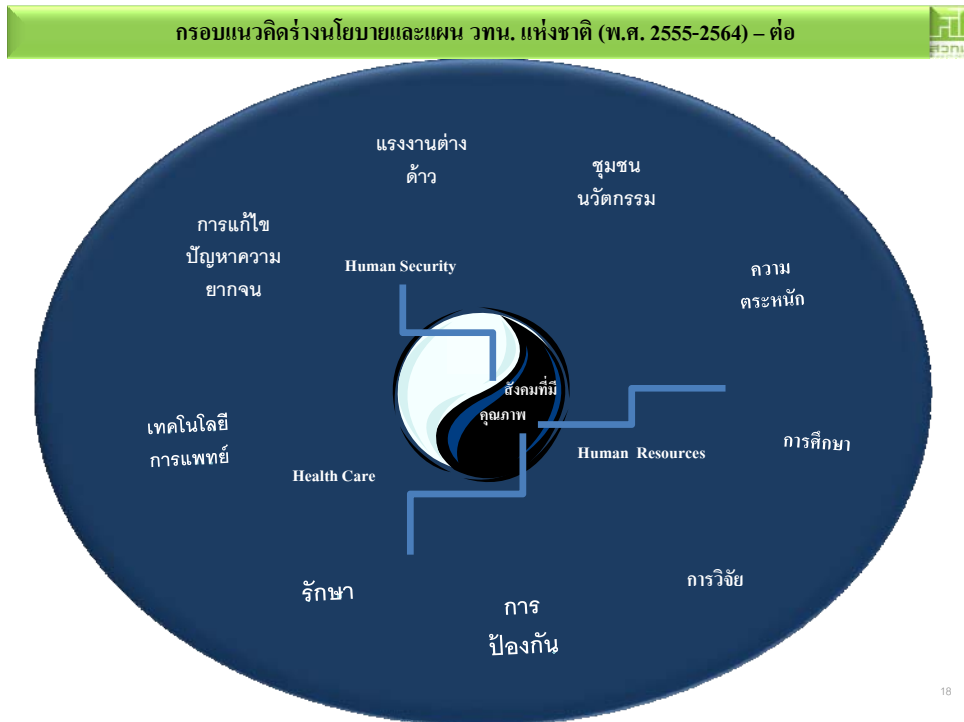 กรอบแนวคิดร่างนโยบายและแผน วทน. แห่งชาติ (พ.ศ. 2555-2564) – ต่อ
แรงงานต่าง
ด้าว
ชุมชน
นวัตกรรม
การแก้ไข
ปัญหาความ
ยากจน
Human Security
ความ
ตระหนัก
สังคมที่มี
คุณภาพ
เทคโนโลยี
การแพทย์
Health Care
Human Resources
การศึกษา
รักษา
การ
ป้องกัน
การวิจัย
18